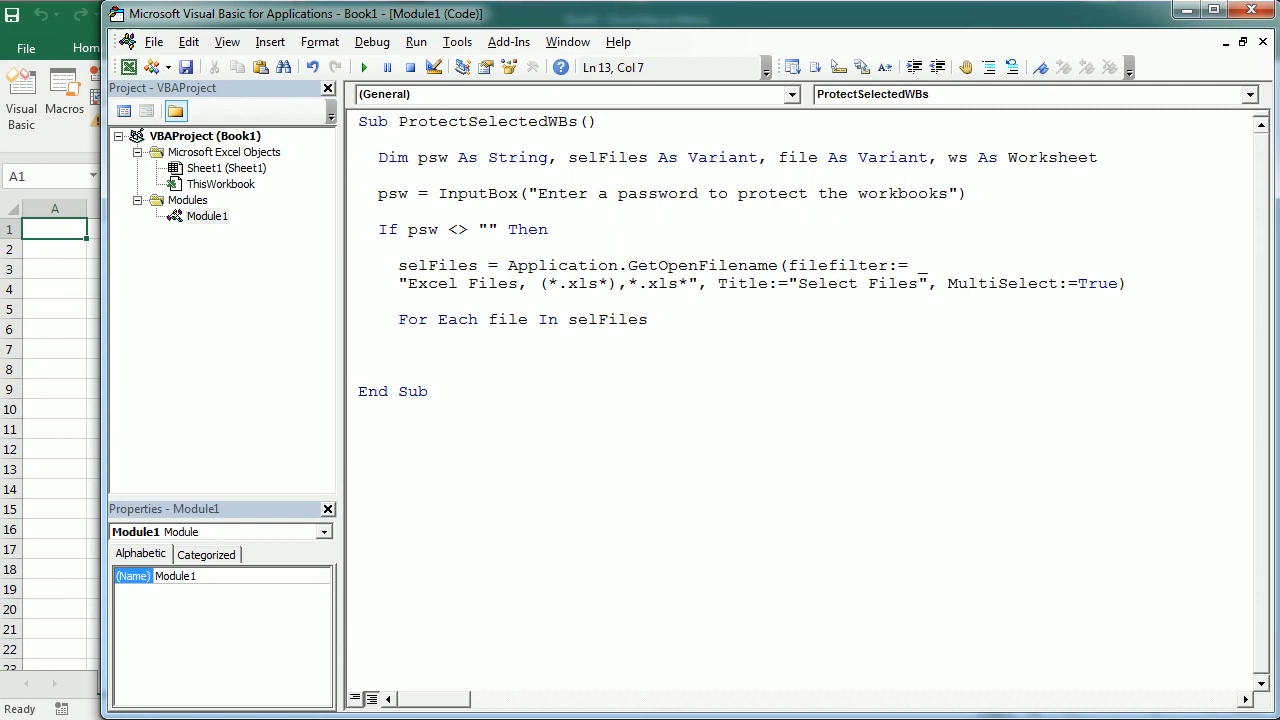 Microsoft Visual Basic for Applications - Book1 - [Module1 (Code)]
File
Home
File Edit View Insert Format Debug Run Tools Add-Ins Window Help
Ln 13, Col 7
Visual
Basic
Macros
Project - VBAProject
(General)
ProtectSelectedWBs
VBAProject (Book1)
Microsoft Excel Objects
Sheet1 (Sheet1)
ThisWorkbook
Modules
Module1
A1
A
1
2
3
4
5
6
7
8
9
10
11
12
13
14
15
16
17
18
19
20
21
22
23
Sub ProtectSelectedWBs()
Dim psw As String, selFiles As Variant, file As Variant, ws As Worksheet
psw = InputBox("Enter a password to protect the workbooks")
If psw <> "" Then
selFiles = Application.GetOpenFilename(filefilter:= _
"Excel Files, (*.xls*),*.xls*", Title:="Select Files", MultiSelect:=True)
For Each file In selFiles
End Sub
Properties - Module1
Module1 Module
Alphabetic Categorized
(Name) Module1
Ready